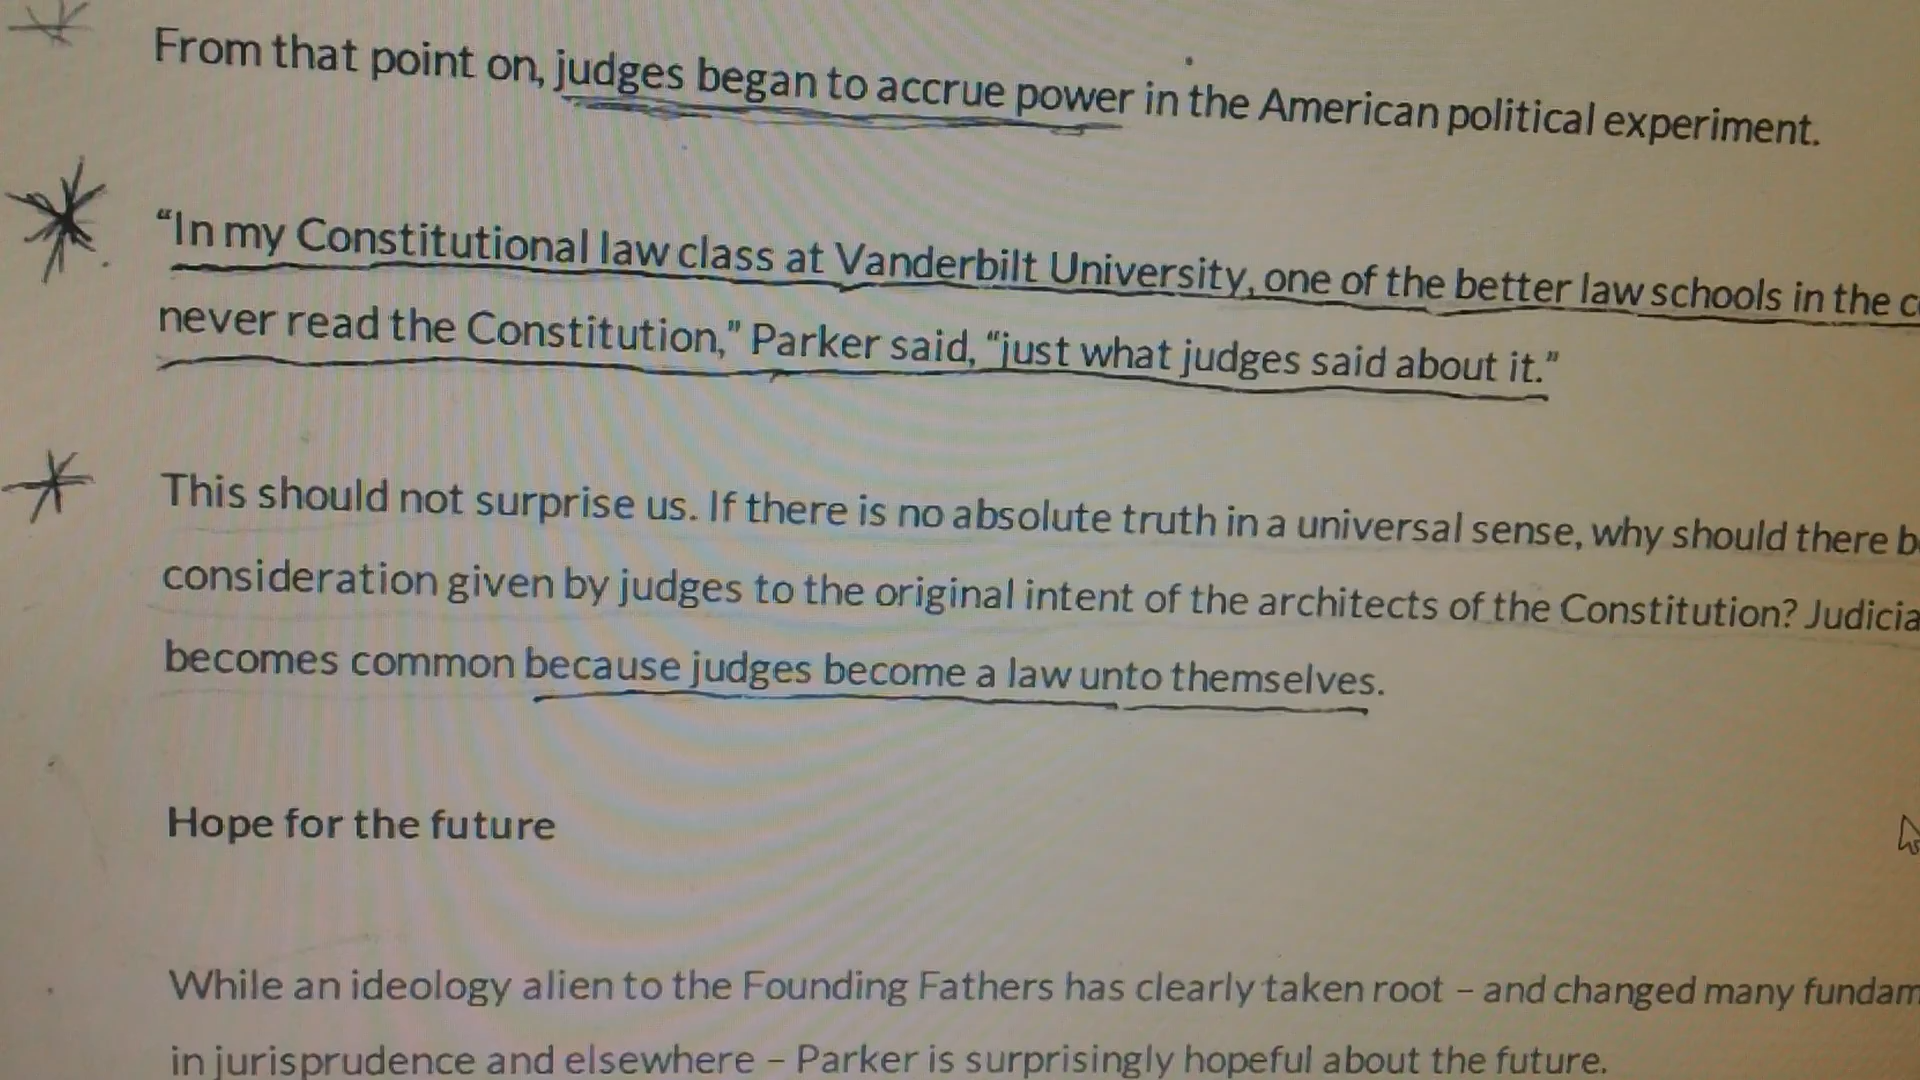 From that point on, judges began to accrue power in the American political experiment.
“In my Constitutional law class at Vanderbilt University, one of the better law schools in the
never read the Constitution,” Parker said, “just what judges said about it.”
This should not surprise us. If there is no absolute truth in a universal sense, why should there
consideration given by judges to the original intent of the architects of the Constitution?
becomes common because judges become a law unto themselves.
Hope for the future
While an ideology alien to the Founding Fathers has clearly taken root – and changed many
in jurisprudence and elsewhere – Parker is surprisingly hopeful about the future.